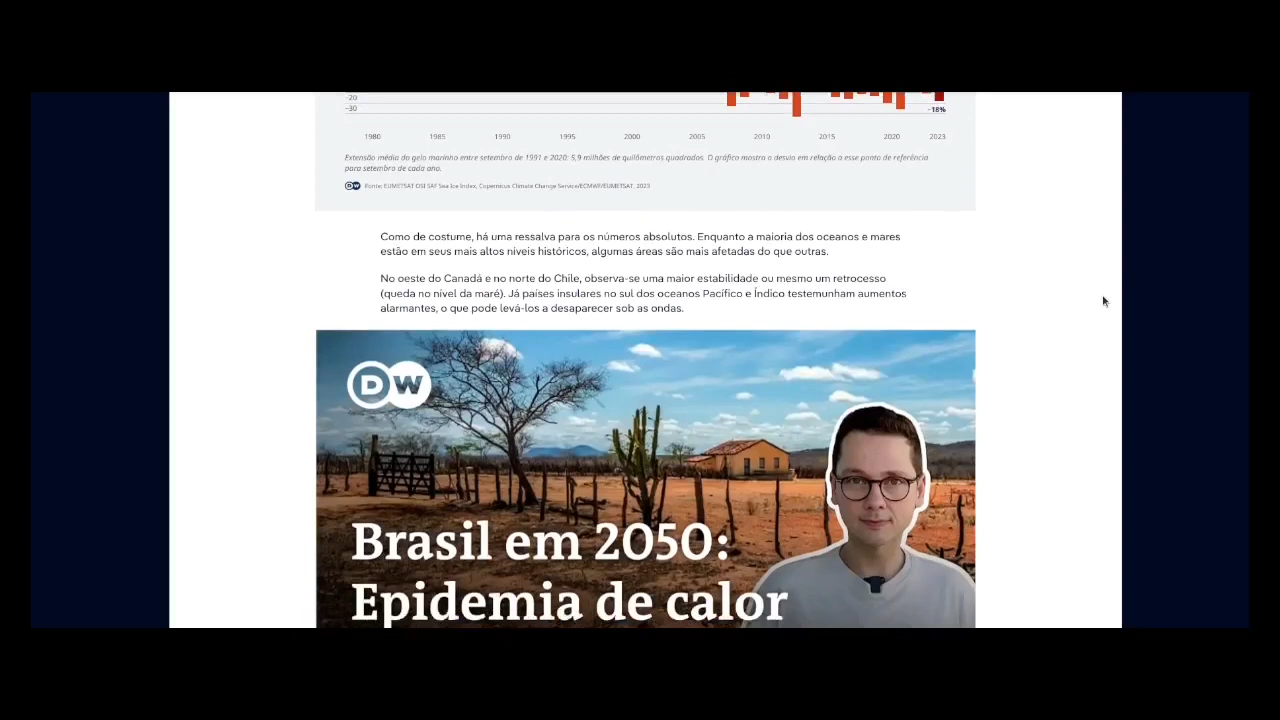 -20
-30
-18%
1980 1985 1990 1995 2000 2005 2010 2015 2020 2023
Extensão média do gelo marinho entre setembro de 1991 e 2020: 5,9 milhões de quilômetros quadrados. O gráfico mostra o desvio em relação a esse ponto de referência
para setembro de cada ano.
DW Fonte: EUMETSAT OSI SAF Sea Ice Index, Copernicus Climate Change Service/ECMWF/EUMETSAT, 2023
Como de costume, há uma ressalva para os números absolutos. Enquanto a maioria dos oceanos e mares
estão em seus mais altos níveis históricos, algumas áreas são mais afetadas do que outras.
No oeste do Canadá e no norte do Chile, observa-se uma maior estabilidade ou mesmo um retrocesso
(queda no nível da maré). Já países insulares no sul dos oceanos Pacífico e Índico testemunham aumentos
alarmantes, o que pode levá-los a desaparecer sob as ondas.
DW
Brasil em 2050:
Epidemia de calor